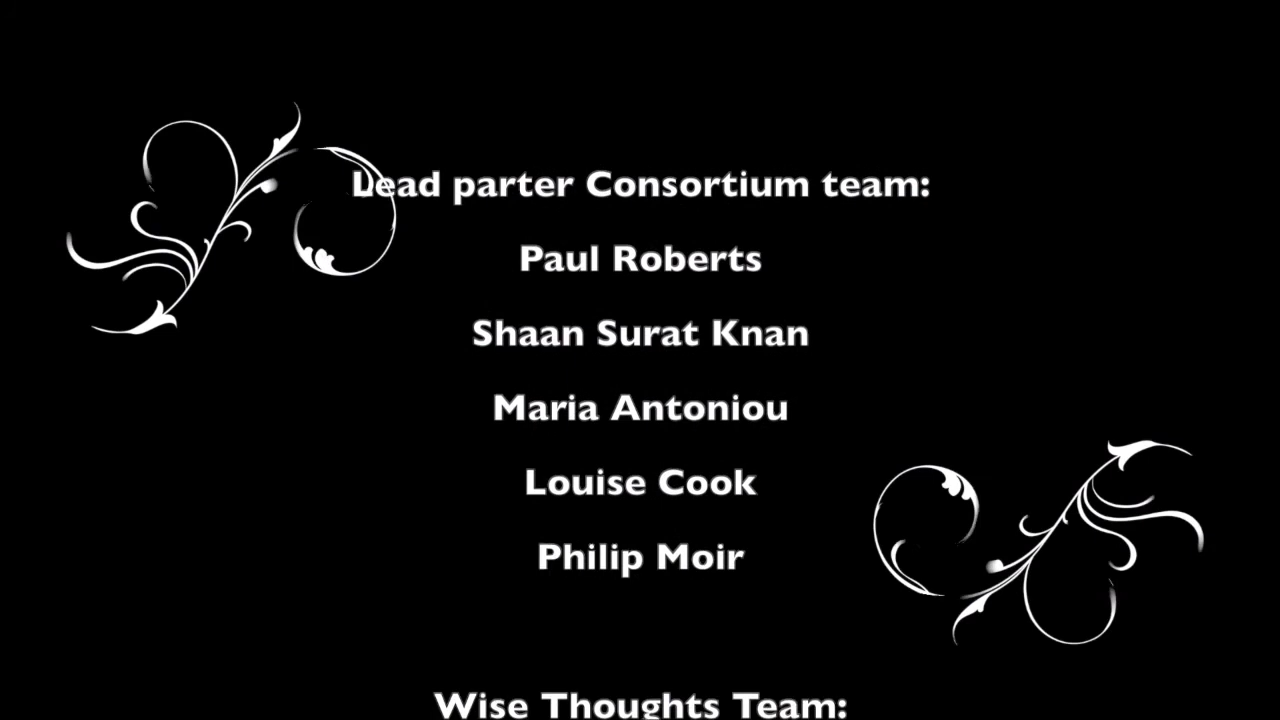 Lead parter Consortium team:
Paul Roberts
Shaan Surat Knan
Maria Antoniou
Louise Cook
Philip Moir
Wise Thoughts Team: